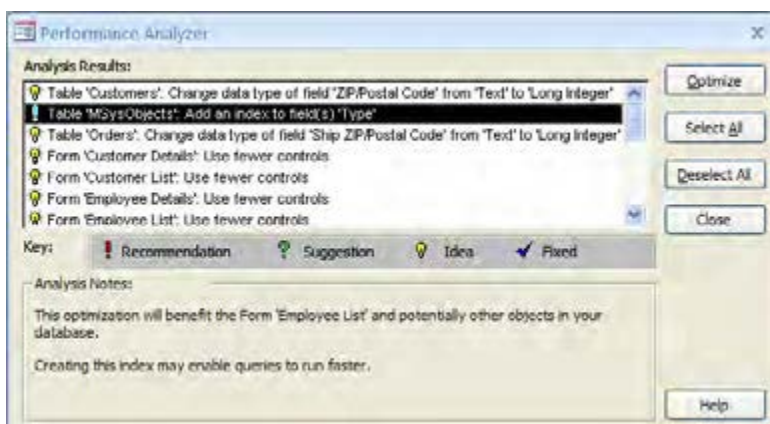 Performance Analyzer
Analysis Results:
Table 'Customers': Change data type of field 'ZIP/Postal Code' from 'Text' to 'Long Integer'
Table 'MSysObjects': Add an index to field(s) 'Type'
Table 'Orders': Change data type of field 'Ship ZIP/Postal Code' from 'Text' to 'Long Integer'
Form 'Customer Details': Use fewer controls
Form 'Customer List': Use fewer controls
Form 'Employee Details': Use fewer controls
Form 'Employee List': Use fewer controls
Optimize
Select All
Deselect All
Close
Key: Recommendation Suggestion Idea Fixed
Analysis Notes:
This optimization will benefit the Form 'Employee List' and potentially other objects in your
database.
Creating this index may enable queries to run faster.
Help